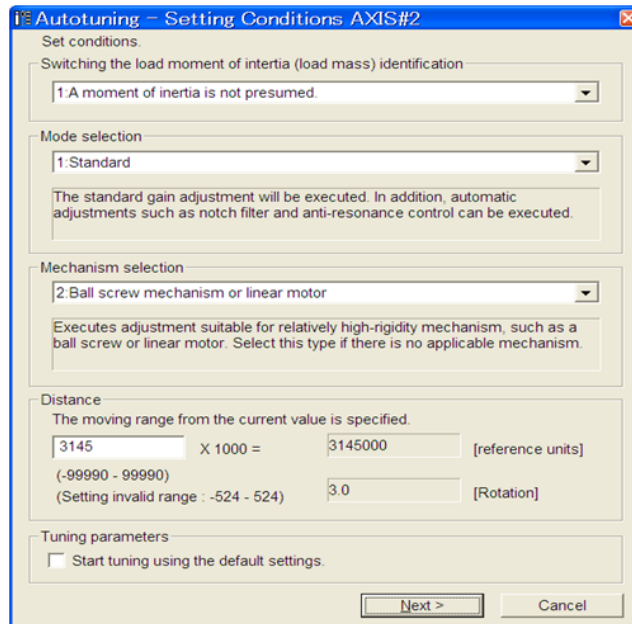 Autotuning - Setting Conditions AXIS#2
Set conditions.
Switching the load moment of inertia (load mass) identification
1:A moment of inertia is not presumed.
Mode selection
1:Standard
The standard gain adjustment will be executed. In addition, automatic
adjustments such as notch filter and anti-resonance control can be executed.
Mechanism selection
2:Ball screw mechanism or linear motor
Executes adjustment suitable for relatively high-rigidity mechanism, such as a
ball screw or linear motor. Select this type if there is no applicable mechanism.
Distance
The moving range from the current value is specified.
3145 X 1000 = 3145000 [reference units]
(-99990 - 99990)
(Setting invalid range : -524 - 524) 3.0 [Rotation]
Tuning parameters
Start tuning using the default settings.
Next > Cancel